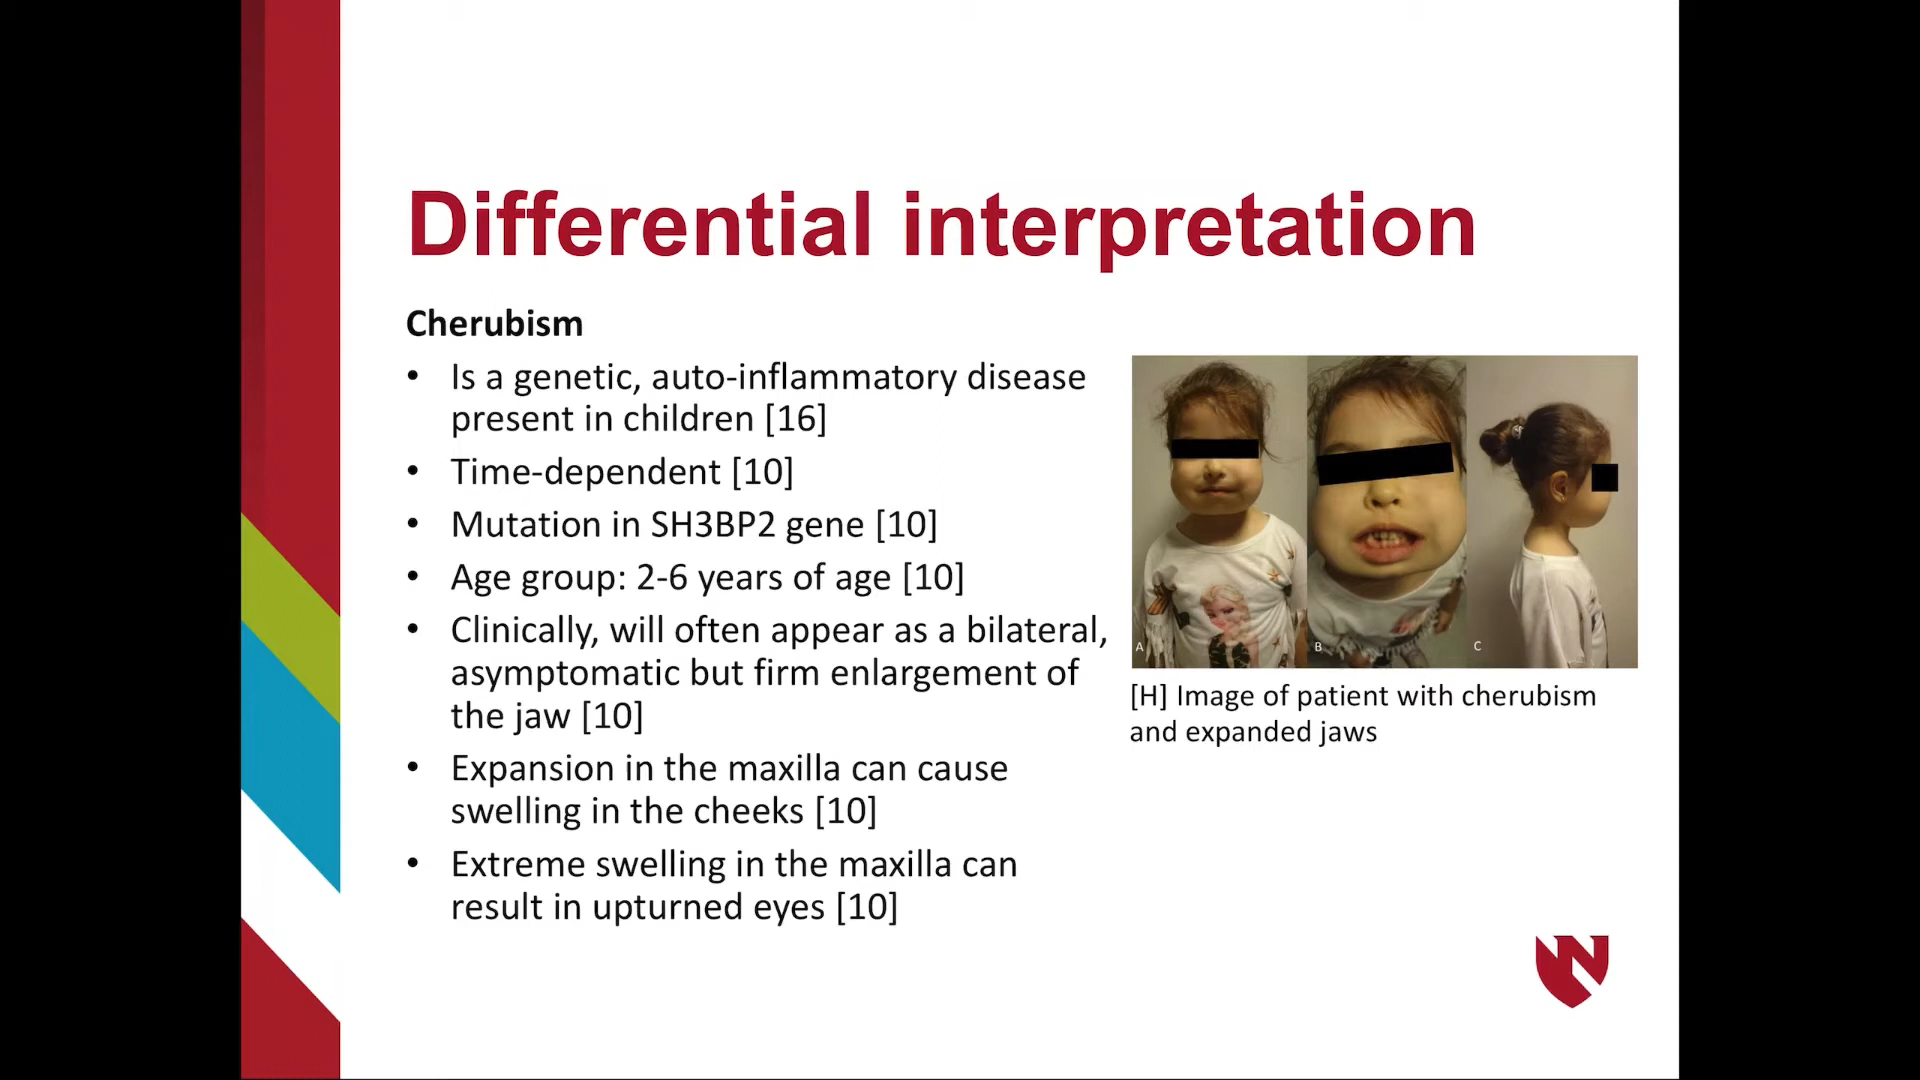 Differential interpretation
Cherubism
• Is a genetic, auto-inflammatory disease
present in children [16]
• Time-dependent [10]
• Mutation in SH3BP2 gene [10]
• Age group: 2-6 years of age [10]
• Clinically, will often appear as a bilateral,
asymptomatic but firm enlargement of
the jaw [10]
• Expansion in the maxilla can cause
swelling in the cheeks [10]
• Extreme swelling in the maxilla can
result in upturned eyes [10]
A B C
[H] Image of patient with cherubism
and expanded jaws
N